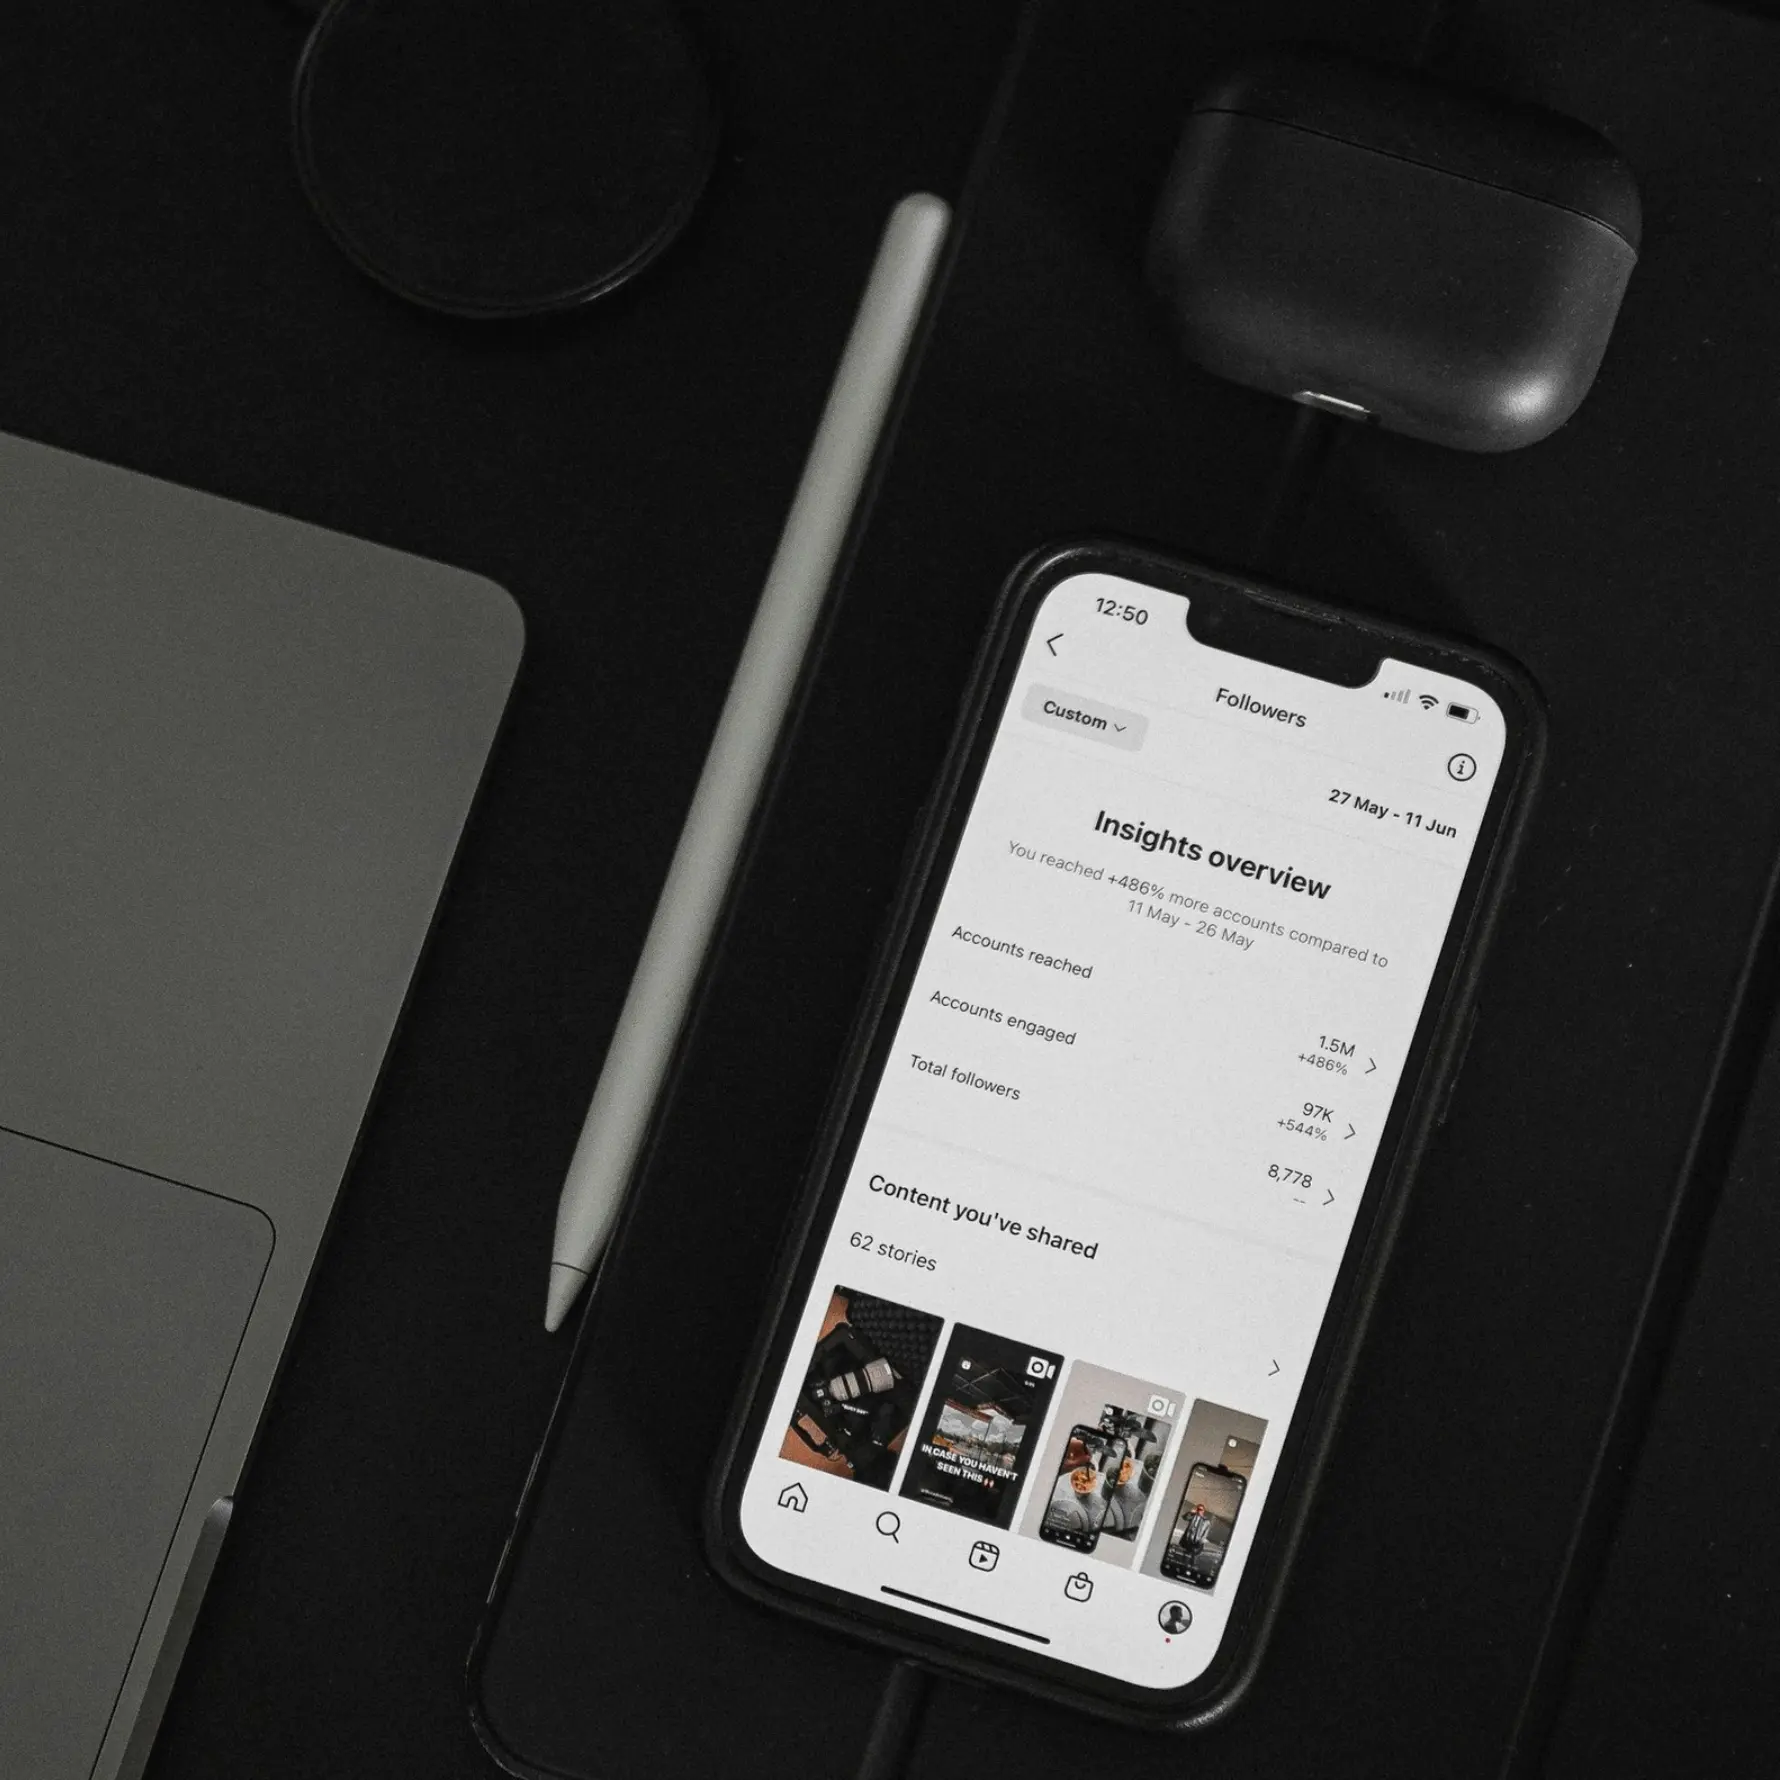 12:50
Followers
Custom
27 May - 11 Jun
Insights overview
You reached +486% more accounts compared to
11 May - 26 May
Accounts reached
1.5M
+486%
Accounts engaged
97K
+544%
Total followers
8,778
--
Content you've shared
62 stories
IN CASE YOU HAVEN'T
SEEN THIS